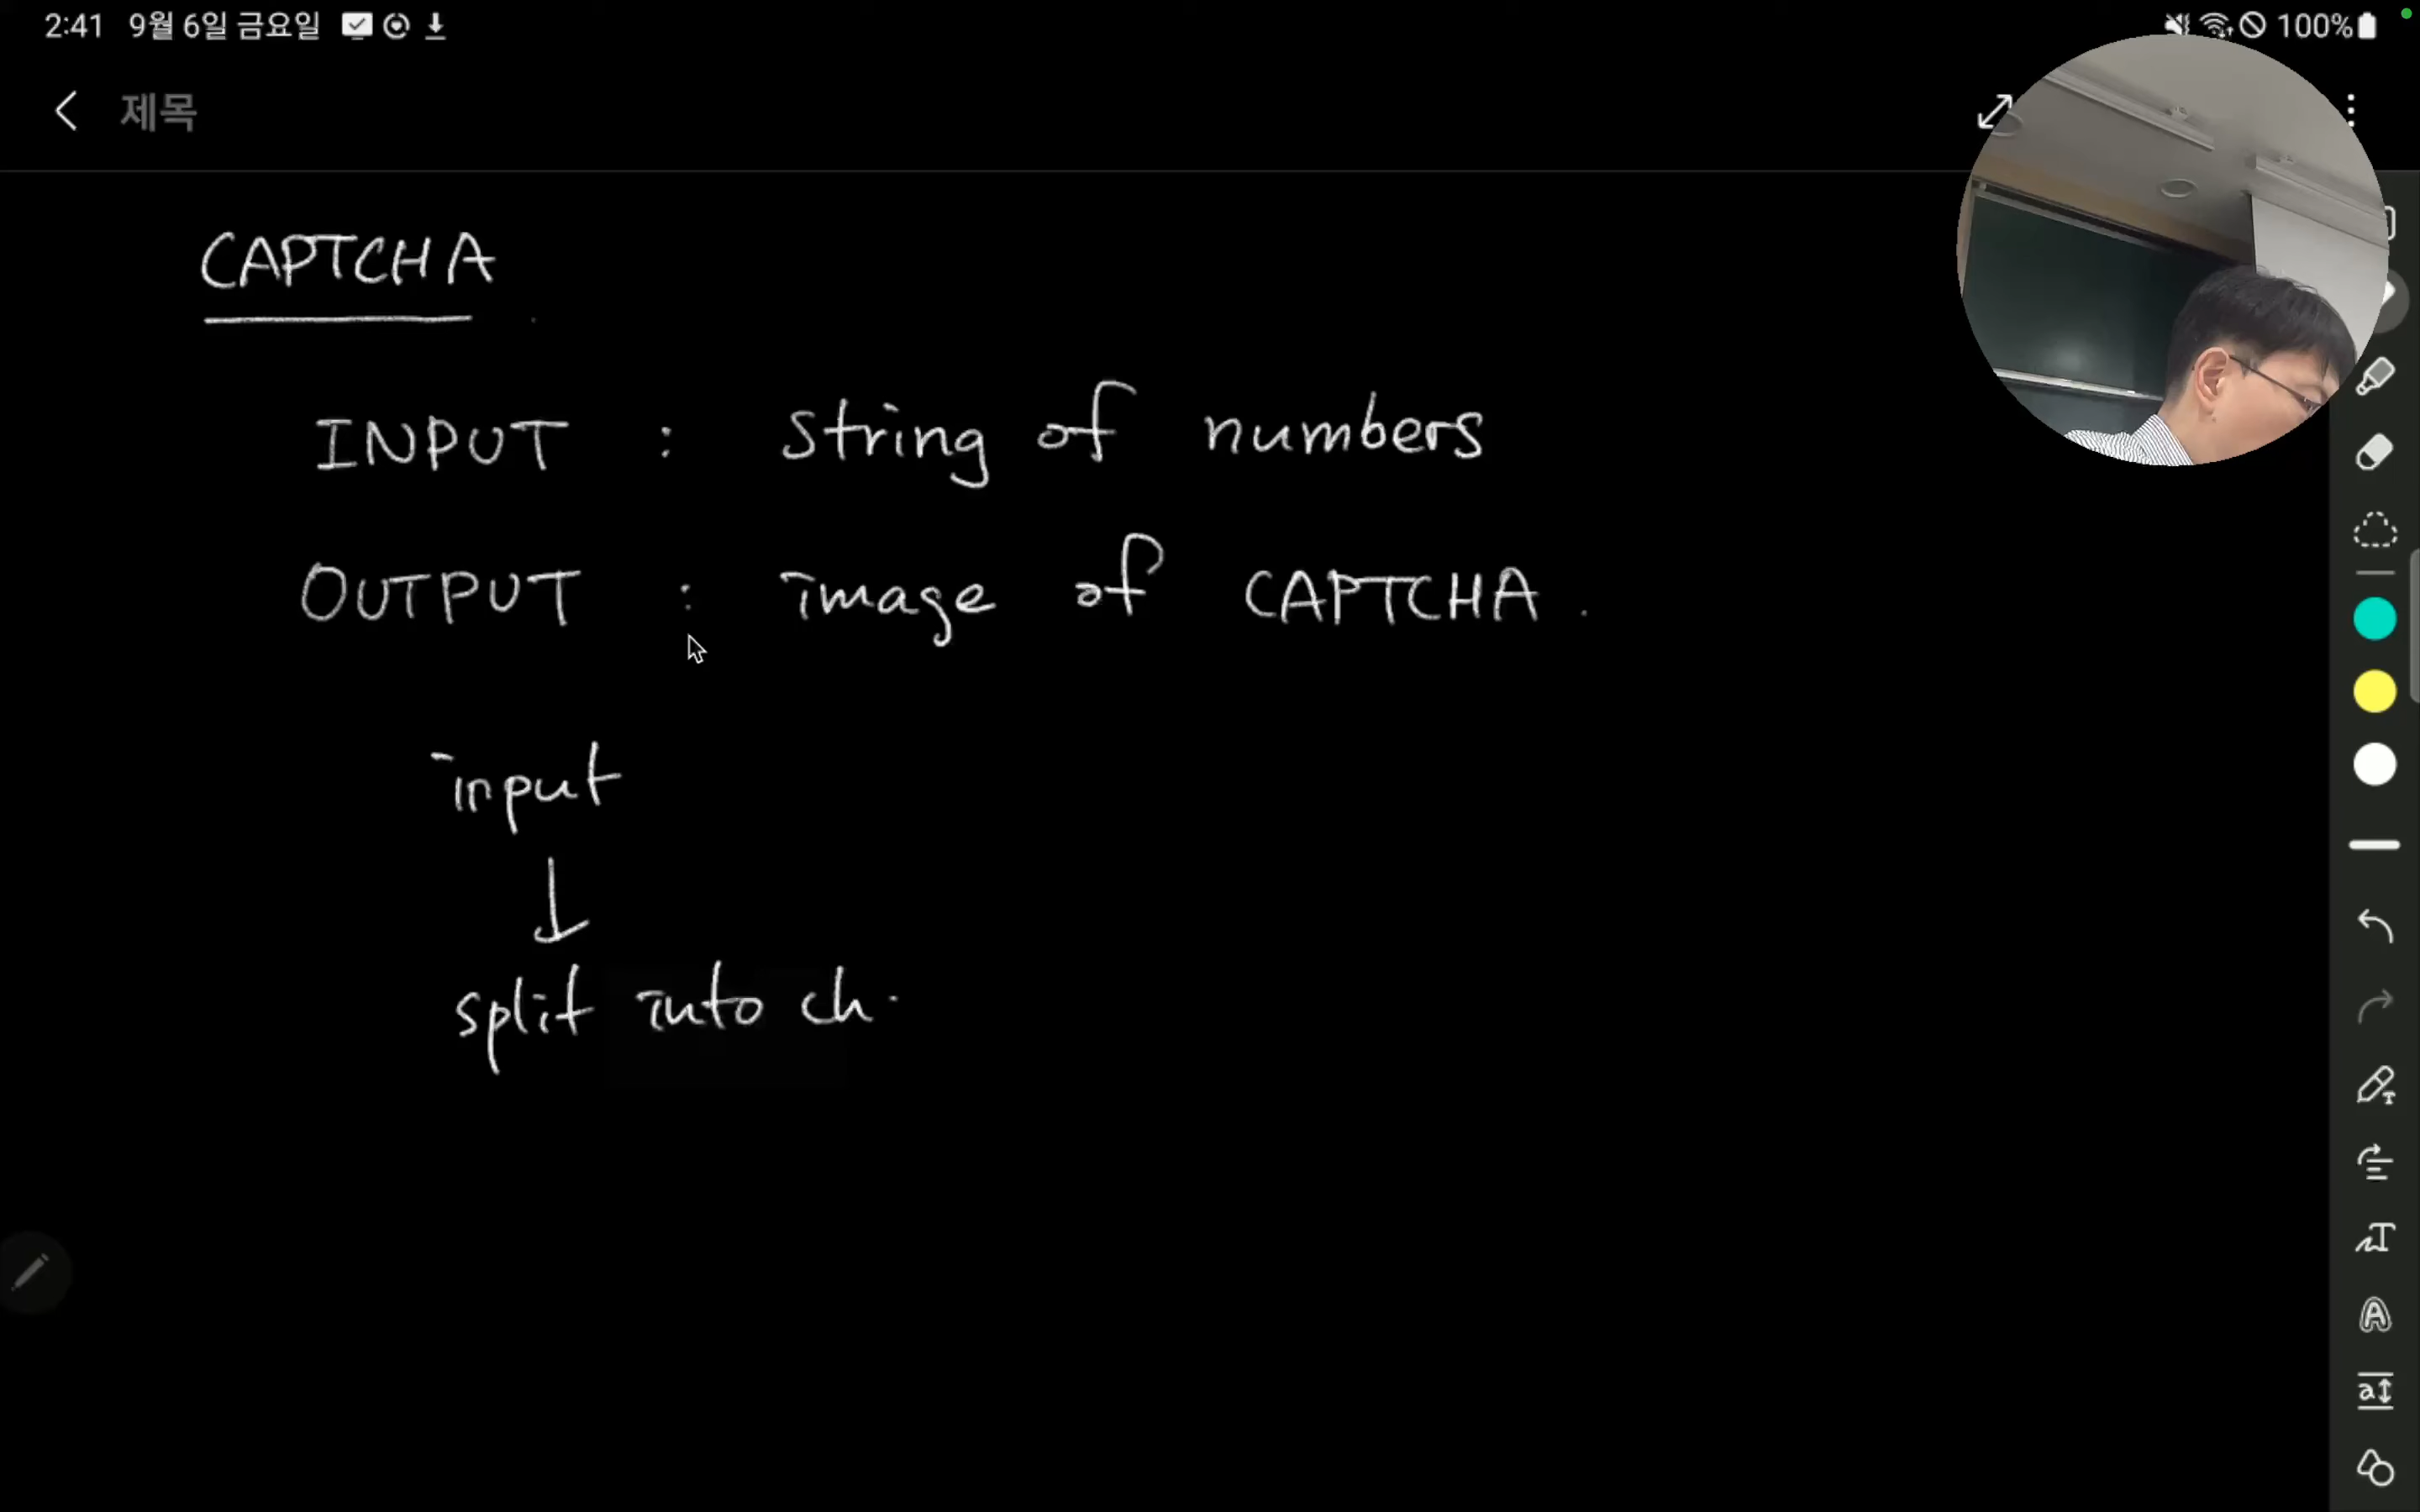 2:41 9월 6일 금요일 100%
제목
CAPTCHA
INPUT : string of numbers
OUTPUT : image of CAPTCHA.
input
↓
split into ch.